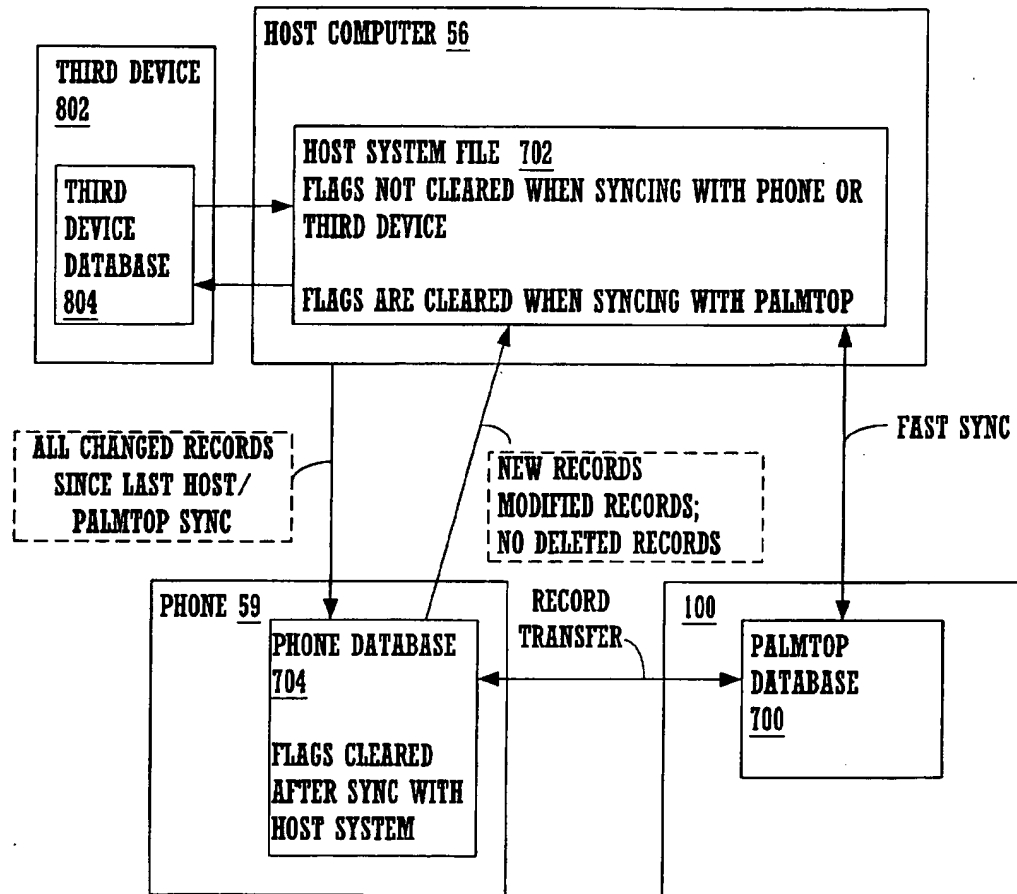 HOST COMPUTER 56
THIRD DEVICE
802
HOST SYSTEM FILE 702
FLAGS NOT CLEARED WHEN SYNCING WITH PHONE OR
THIRD DEVICE
FLAGS ARE CLEARED WHEN SYNCING WITH PALMTOP
THIRD
DEVICE
DATABASE
804
ALL CHANGED RECORDS
SINCE LAST HOST/
PALMTOP SYNC
NEW RECORDS
MODIFIED RECORDS;
NO DELETED RECORDS
FAST SYNC
PHONE 59
PHONE DATABASE
704
FLAGS CLEARED
AFTER SYNC WITH
HOST SYSTEM
RECORD
TRANSFER
100
PALMTOP
DATABASE
700